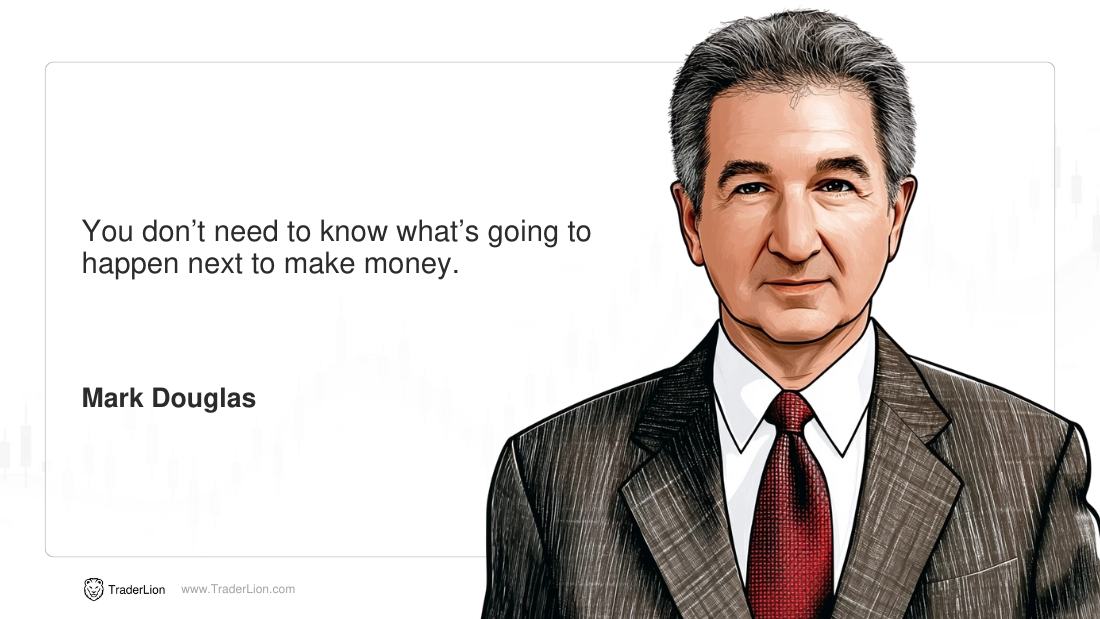 You don’t need to know what’s going to
happen next to make money.
Mark Douglas
TraderLion www.TraderLion.com